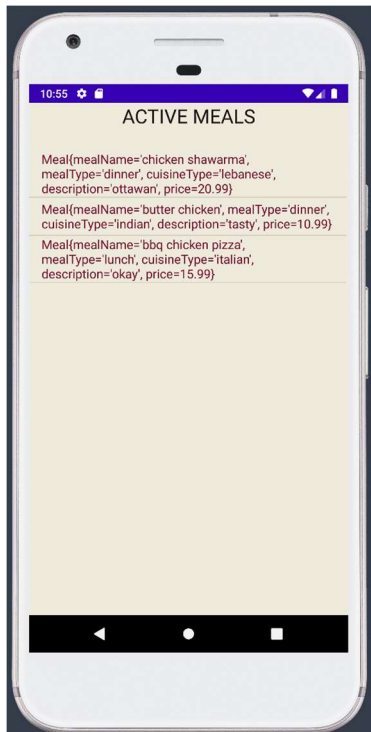 10:55
ACTIVE MEALS
Meal{mealName='chicken shawarma',
mealType='dinner', cuisineType='lebanese',
description='ottawan', price=20.99}
Meal{mealName='butter chicken', mealType='dinner',
cuisineType='indian', description='tasty', price=10.99}
Meal{mealName='bbq chicken pizza',
mealType='lunch', cuisineType='italian',
description='okay', price=15.99}